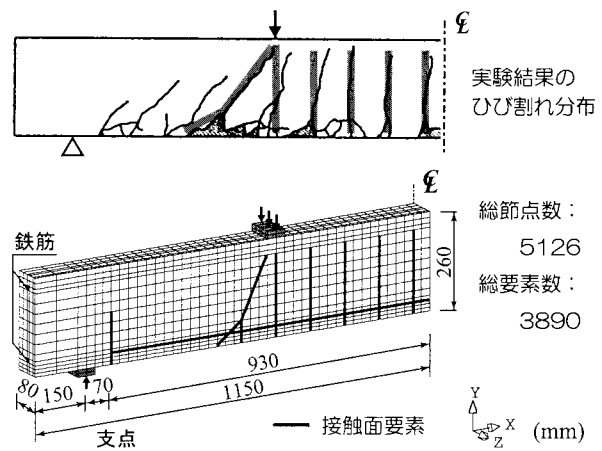 ℄
実験結果の
ひび割れ分布
℄
鉄筋
総節点数：
5126
総要素数：
3890
260
930
1150
80
150
70
支点
接触面要素
Y
X
Z
(mm)